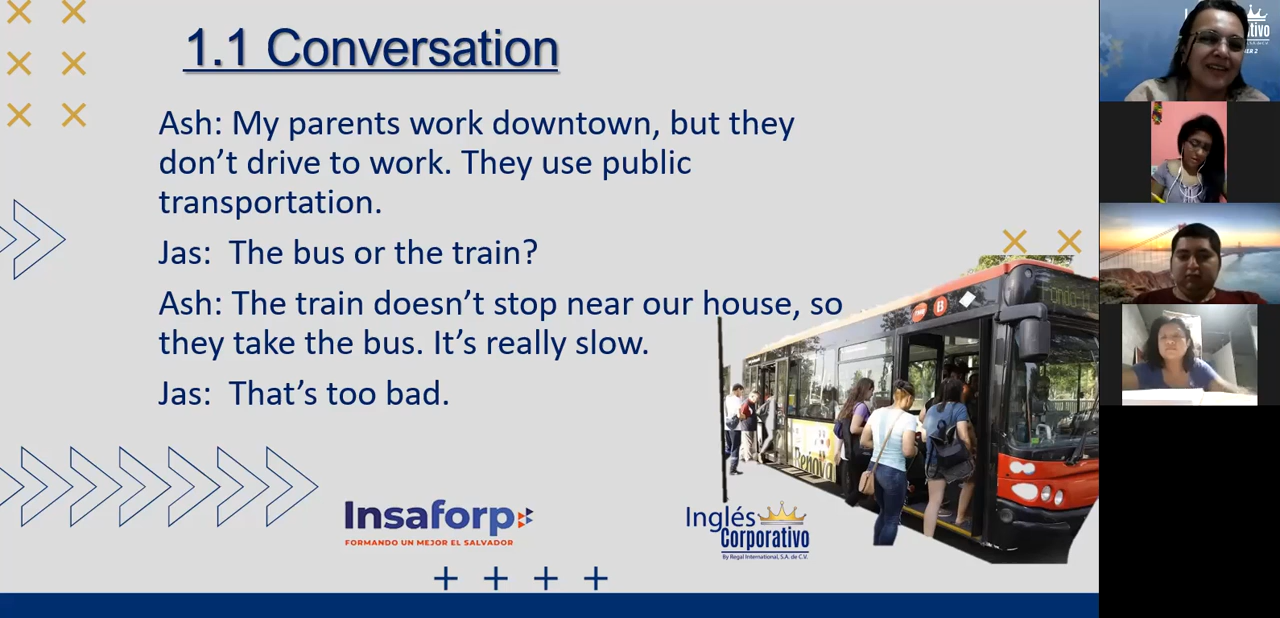 1.1 Conversation
Ash: My parents work downtown, but they
don’t drive to work. They use public
transportation.
Jas: The bus or the train?
Ash: The train doesn’t stop near our house, so
they take the bus. It’s really slow.
Jas: That’s too bad.
Insaforp
FORMANDO UN MEJOR EL SALVADOR
Inglés
Corporativo
By Regal International, S.A. de C.V.
B
Renova